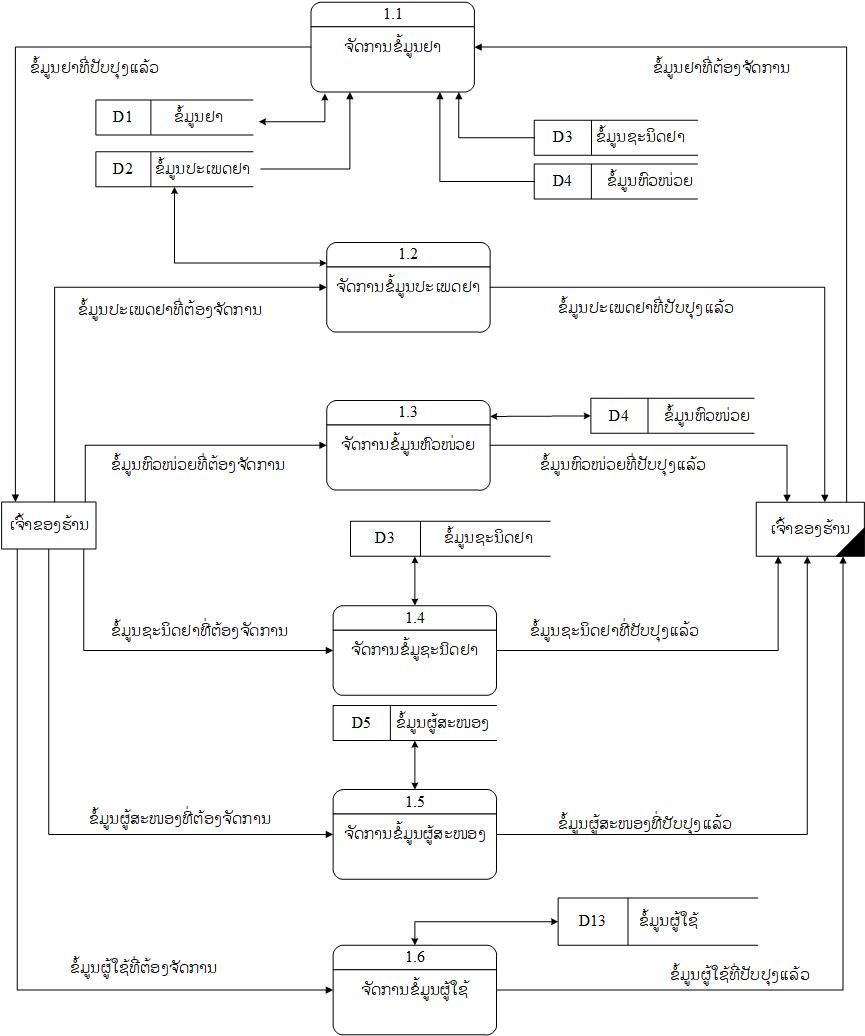 1.1
ຈັດການຂໍ້ມູນຢາ
ຂໍ້ມູນຢາທີ່ປັບປຸງແລ້ວ
ຂໍ້ມູນຢາທີ່ຕ້ອງຈັດການ
D1 ຂໍ້ມູນຢາ
D3 ຂໍ້ມູນຊະນິດຢາ
D2 ຂໍ້ມູນປະເພດຢາ
D4 ຂໍ້ມູນຫົວໜ່ວຍ
1.2
ຈັດການຂໍ້ມູນປະເພດຢາ
ຂໍ້ມູນປະເພດຢາທີ່ຕ້ອງຈັດການ
ຂໍ້ມູນປະເພດຢາທີ່ປັບປຸງແລ້ວ
1.3
D4 ຂໍ້ມູນຫົວໜ່ວຍ
ຈັດການຂໍ້ມູນຫົວໜ່ວຍ
ຂໍ້ມູນຫົວໜ່ວຍທີ່ຕ້ອງຈັດການ
ຂໍ້ມູນຫົວໜ່ວຍທີ່ປັບປຸງແລ້ວ
ເຈົ້າຂອງຮ້ານ
ເຈົ້າຂອງຮ້ານ
D3 ຂໍ້ມູນຊະນິດຢາ
1.4
ຈັດການຂໍ້ມູຊະນິດຢາ
ຂໍ້ມູນຊະນິດຢາທີ່ຕ້ອງຈັດການ
ຂໍ້ມູນຊະນິດຢາທີ່ປັບປຸງແລ້ວ
D5 ຂໍ້ມູນຜູ້ສະໜອງ
1.5
ຈັດການຂໍ້ມູນຜູ້ສະໜອງ
ຂໍ້ມູນຜູ້ສະໜອງທີ່ຕ້ອງຈັດການ
ຂໍ້ມູນຜູ້ສະໜອງທີ່ປັບປຸງແລ້ວ
D13 ຂໍ້ມູນຜູ້ໃຊ້
1.6
ຈັດການຂໍ້ມູນຜູ້ໃຊ້
ຂໍ້ມູນຜູ້ໃຊ້ທີ່ຕ້ອງຈັດການ
ຂໍ້ມູນຜູ້ໃຊ້ທີ່ປັບປຸງແລ້ວ